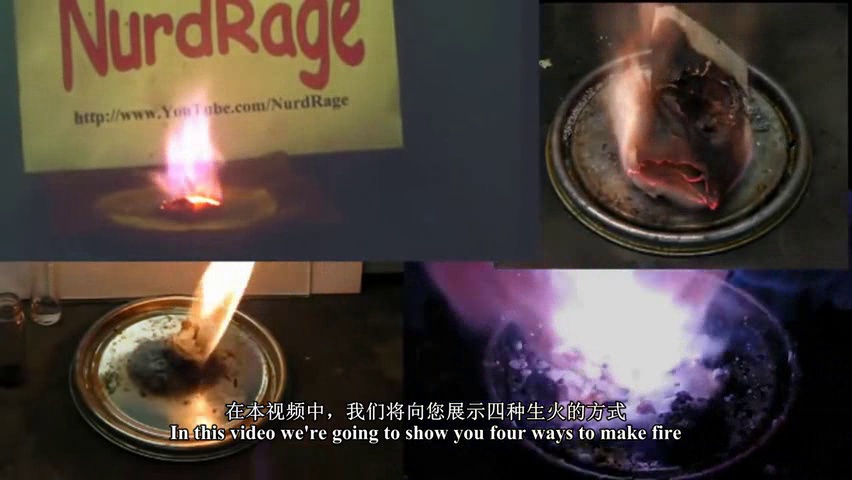 NurdRage
http://www.YouTube.com/NurdRage
在本视频中，我们将向您展示四种生火的方式
In this video we're going to show you four ways to make fire